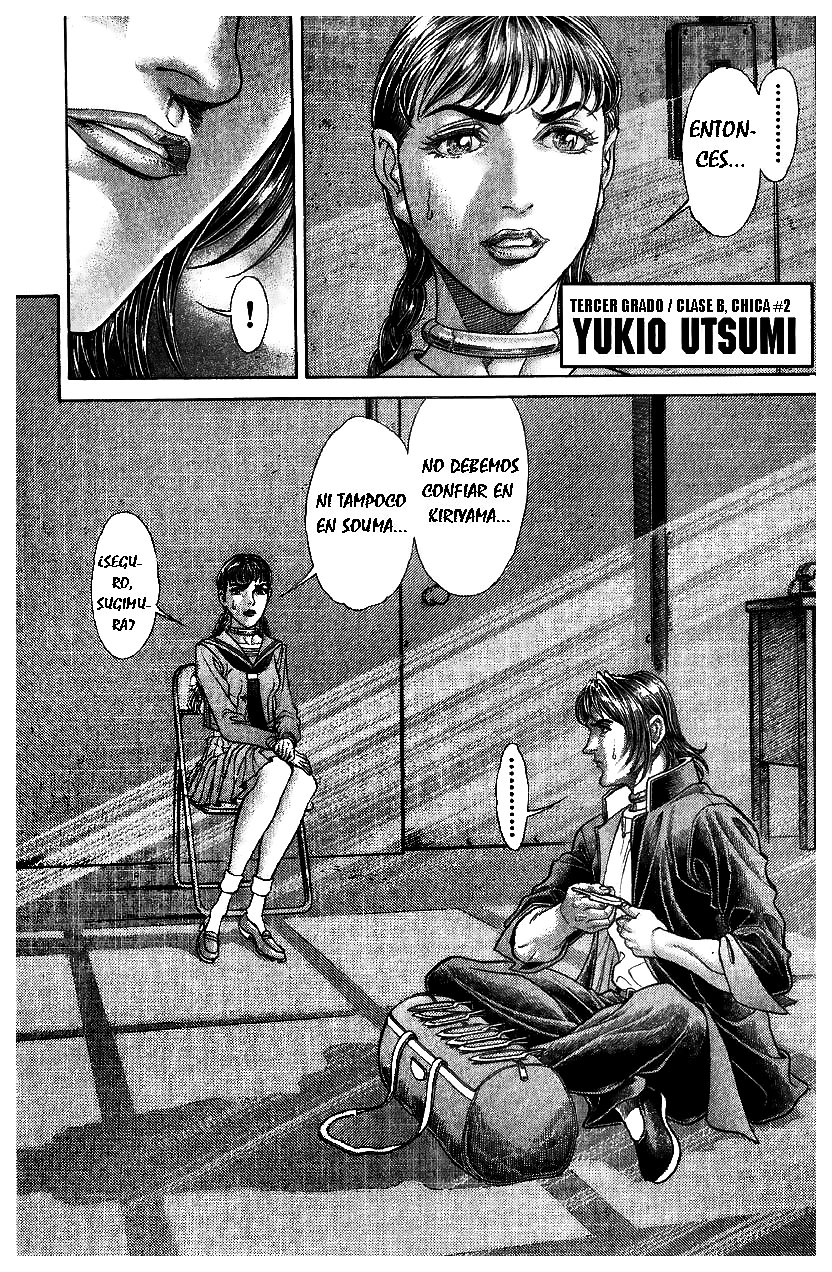 .........
ENTON-
CES...
TERCER GRADO / CLASE B, CHICA #2
YUKIO UTSUMI
!
NO DEBEMOS
CONFIAR EN
KIRIYAMA...
NI TAMPOCO
EN SOUMA...
¿SEGU-
RO,
SUGIMU-
RA?
.........